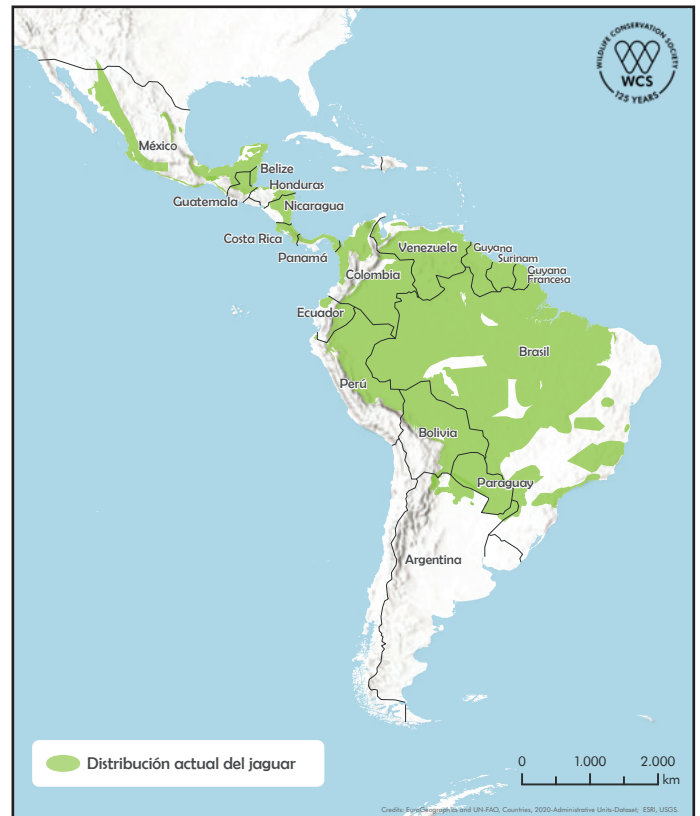 WILDLIFE CONSERVATION SOCIETY
WCS
125 YEARS
México
Belize
Honduras
Guatemala
Nicaragua
Costa Rica
Panamá
Venezuela
Guyana
Surinam
Guyana
Francesa
Colombia
Ecuador
Brasil
Perú
Bolivia
Paraguay
Argentina
Distribución actual del jaguar
0 1.000 2.000
km
Credits: EuroGeographics and UN-FAO, Countries, 2020-Administrative Units-Dataset; ESRI, USGS.